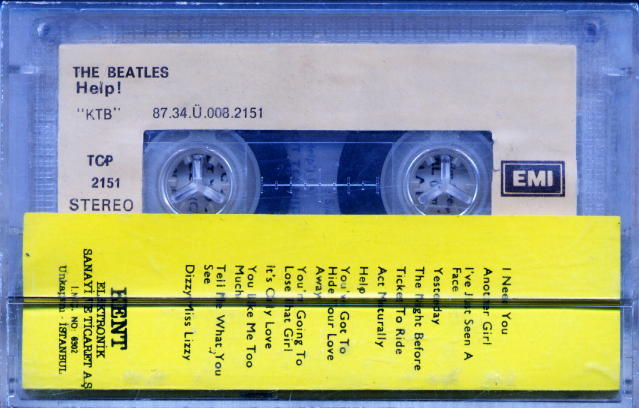 THE BEATLES
Help!
"KTB" 87.34.Ü.008.2151
TCP
2151
STEREO
EMI
I Need You
Another Girl
I've Just Seen A
Face
Yesterday
The Night Before
Ticket To Ride
Act Naturally
Help
You've Got To
Hide Your Love
Away
You're Going To
Lose That Girl
It's Only Love
You Like Me Too
Much
Tell Me What You
See
Dizzy Miss Lizzy
KENT
ELEKTRONİK
SANAYİ VE TİCARET A.Ş
NO: 6302
Unkapanı - İSTANBUL